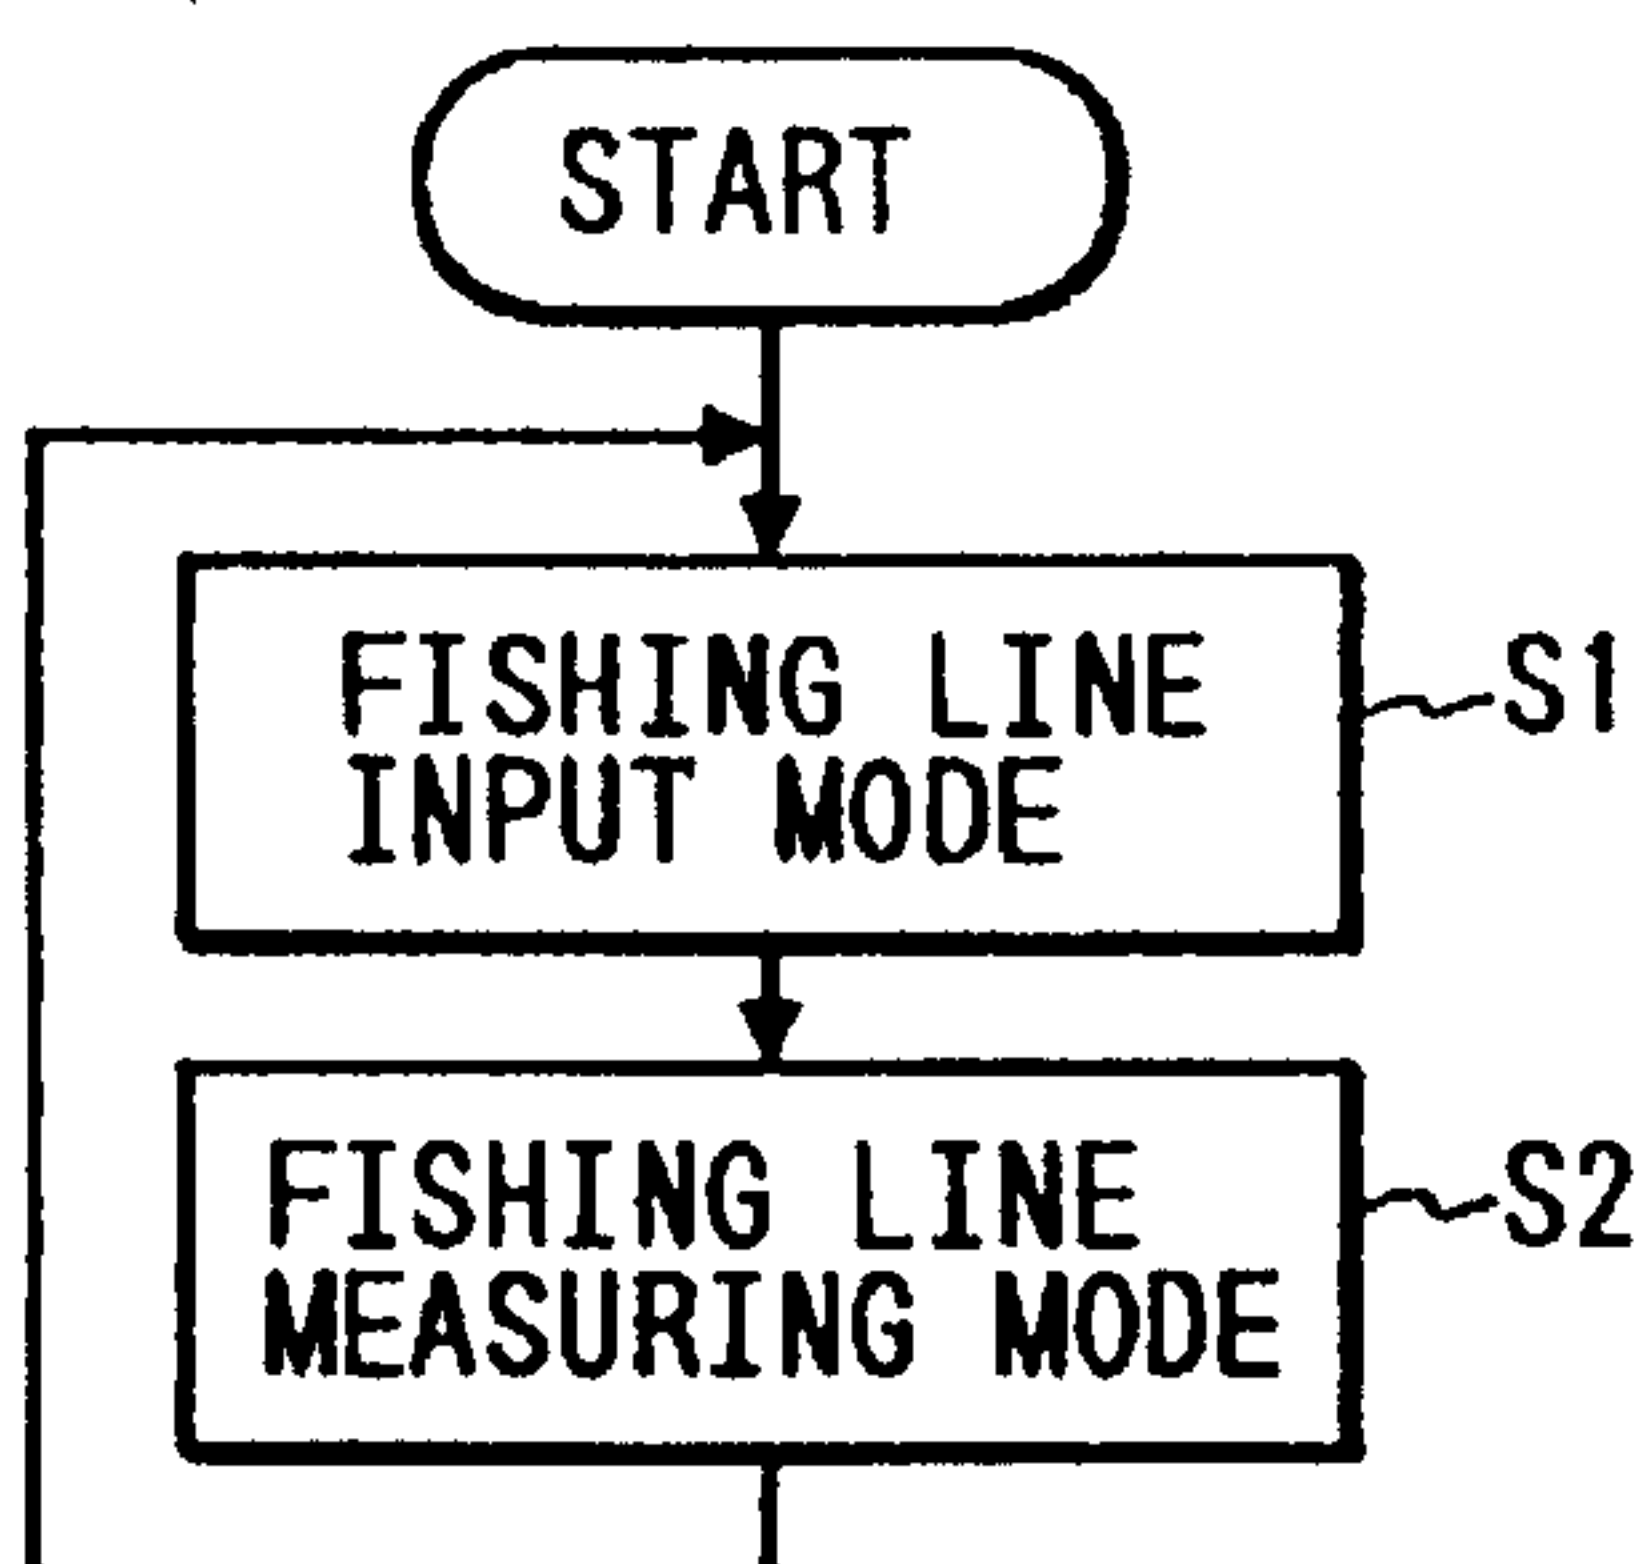 START
FISHING LINE
INPUT MODE
S1
FISHING LINE
MEASURING MODE
S2